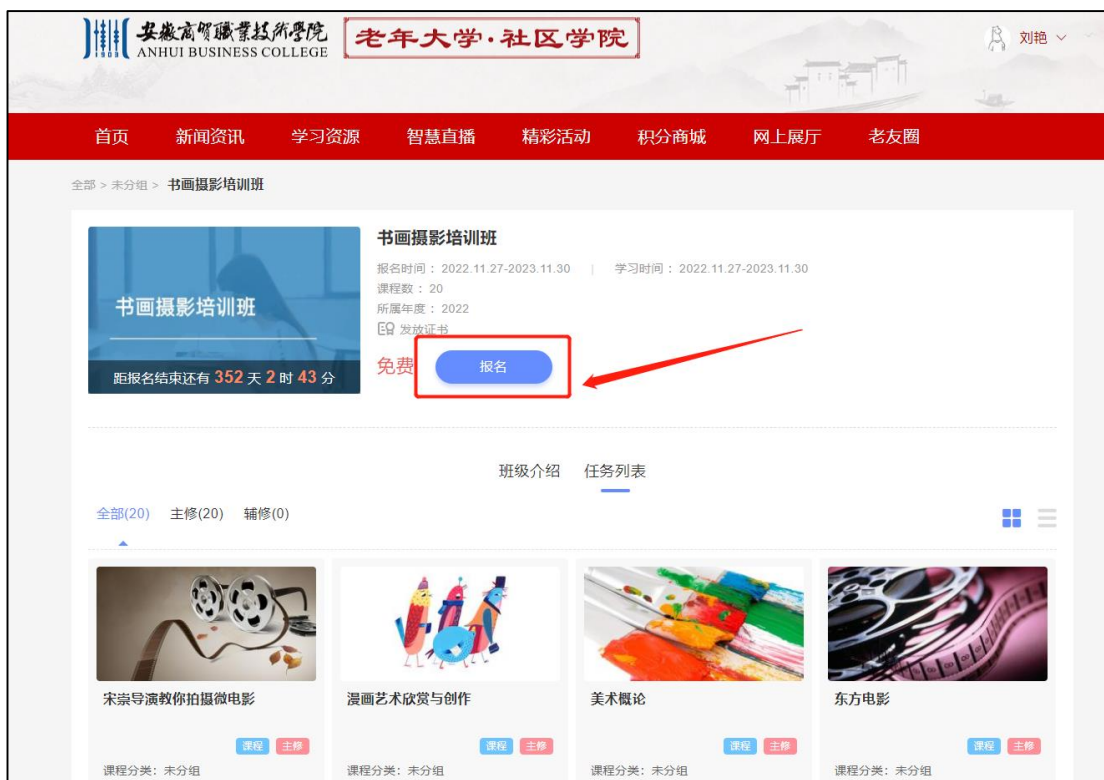 安徽商贸职业技术学院
1903 ANHUI BUSINESS COLLEGE
老年大学·社区学院
刘艳
首页 新闻资讯 学习资源 智慧直播 精彩活动 积分商城 网上展厅 老友圈
全部 > 未分组 > 书画摄影培训班
书画摄影培训班
距报名结束还有 352 天 2 时 43 分
书画摄影培训班
报名时间： 2022.11.27-2023.11.30 | 学习时间： 2022.11.27-2023.11.30
课程数： 20
所属年度： 2022
发放证书
免费 报名
班级介绍 任务列表
全部(20) 主修(20) 辅修(0)
宋崇导演教你拍摄微电影 漫画艺术欣赏与创作 美术概论 东方电影
课程 主修 课程 主修 课程 主修 课程 主修
课程分类：未分组 课程分类：未分组 课程分类：未分组 课程分类：未分组